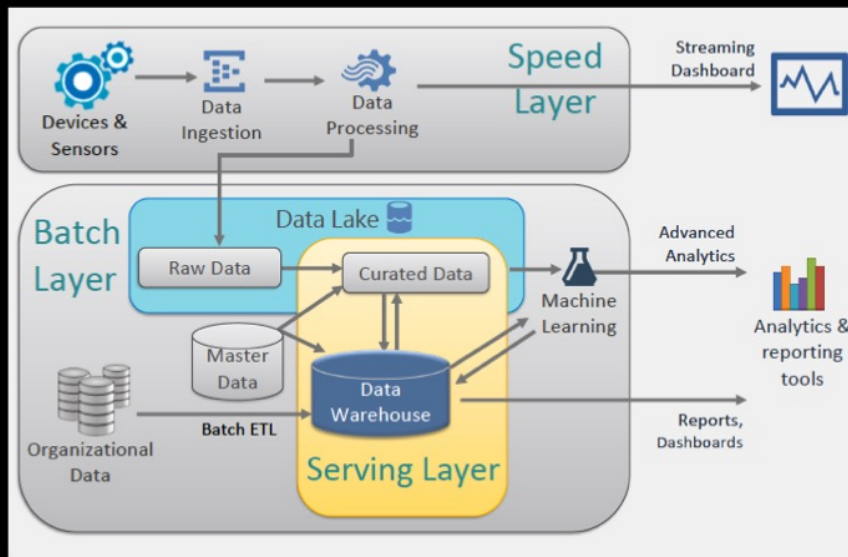 Speed
Layer
Devices &
Sensors
Data
Ingestion
Data
Processing
Streaming
Dashboard
Batch
Layer
Data Lake
Raw Data
Curated Data
Machine
Learning
Advanced
Analytics
Analytics &
reporting
tools
Master
Data
Data
Warehouse
Organizational
Data
Batch ETL
Reports,
Dashboards
Serving Layer